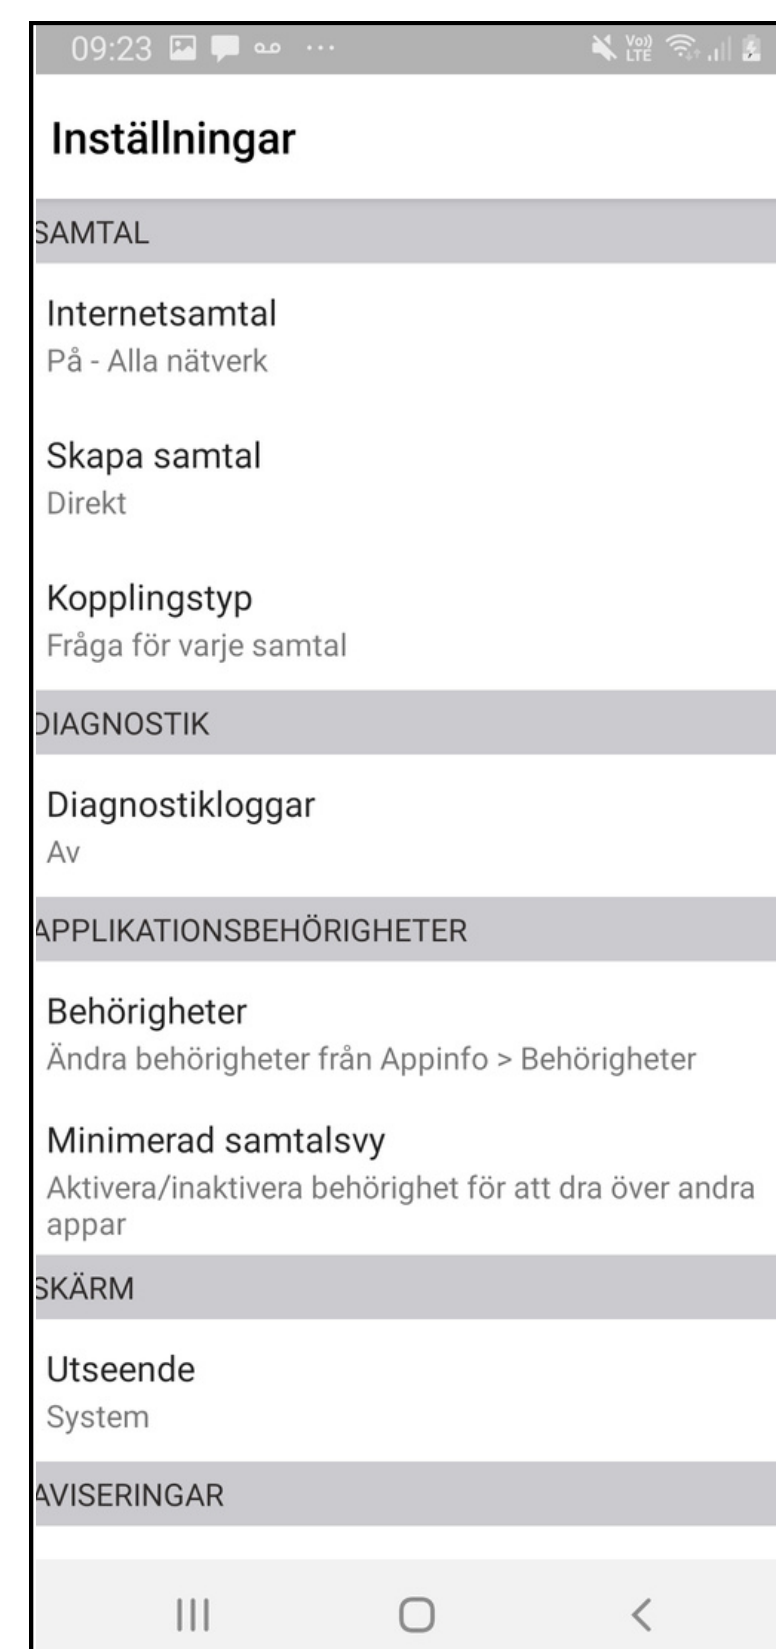 09:23
Vo)) LTE
Inställningar
SAMTAL
Internetsamtal
På - Alla nätverk
Skapa samtal
Direkt
Kopplingstyp
Fråga för varje samtal
DIAGNOSTIK
Diagnostikloggar
Av
APPLIKATIONSBEHÖRIGHETER
Behörigheter
Ändra behörigheter från Appinfo > Behörigheter
Minimerad samtalsvy
Aktivera/inaktivera behörighet för att dra över andra
appar
SKÄRM
Utseende
System
AVISERINGAR